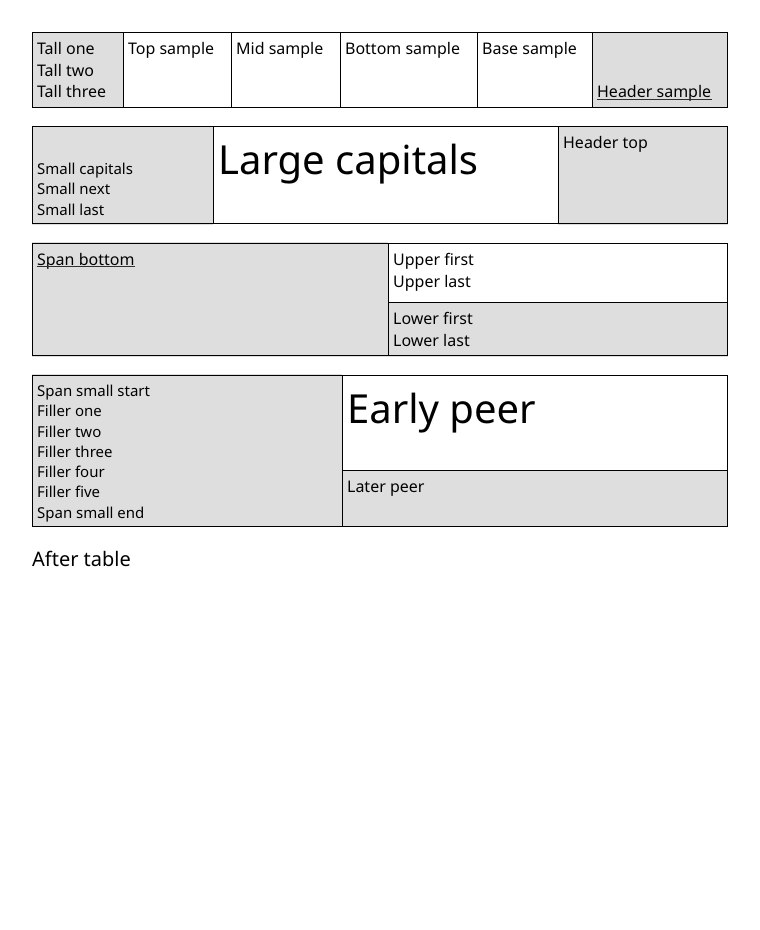 Tall one
Tall two
Tall three
Top sample
Mid sample
Bottom sample
Base sample
Header sample
Small capitals
Small next
Small last
Large capitals
Header top
Span bottom
Upper first
Upper last
Lower first
Lower last
Span small start
Filler one
Filler two
Filler three
Filler four
Filler five
Span small end
Early peer
Later peer
After table